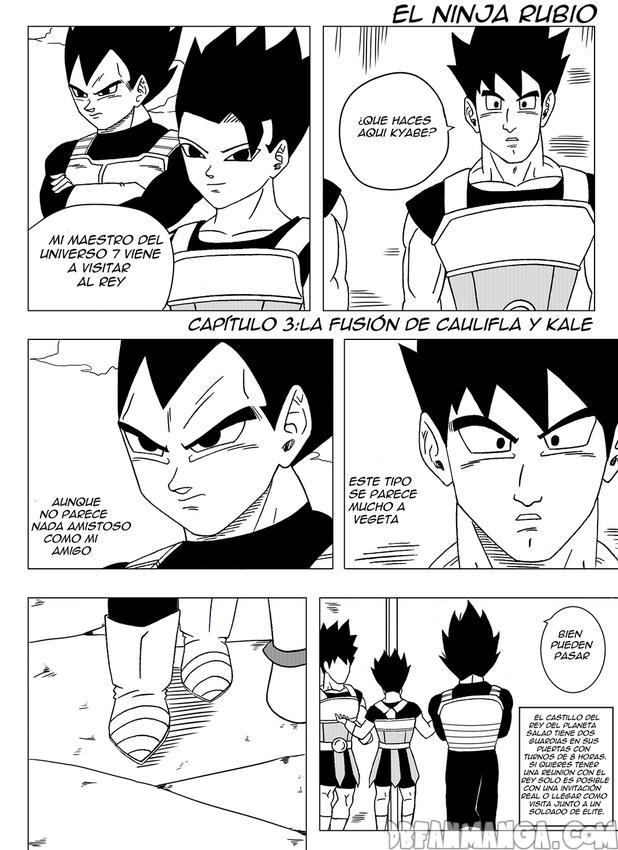 EL NINJA RUBIO
MI MAESTRO DEL
UNIVERSO 7 VIENE
A VISITAR
AL REY
¿QUE HACES
AQUI KYABE?
CAPÍTULO 3:LA FUSIÓN DE CAULIFLA Y KALE
AUNQUE
NO PARECE
NADA AMISTOSO
COMO MI
AMIGO
ESTE TIPO
SE PARECE
MUCHO A
VEGETA
BIEN
PUEDEN
PASAR
EL CASTILLO DEL
REY DEL PLANETA
SALAD TIENE DOS
GUARDIAS EN SUS
PUERTAS CON
TURNOS DE 8 HORAS.
SI QUIERES TENER
UNA REUNION CON EL
REY SOLO ES POSIBLE
CON UNA INVITACIÓN
REAL O LLEGAR COMO
VISITA JUNTO A
UN SOLDADO DE ÉLITE.
DBFANMANGA.COM